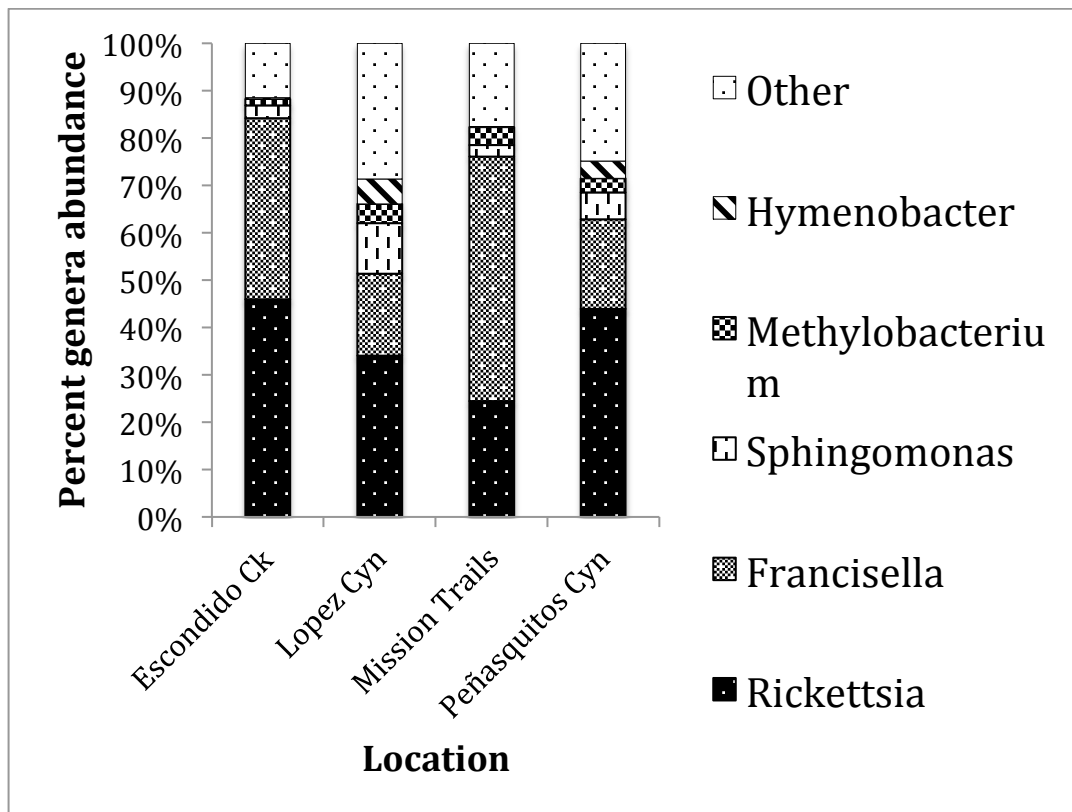 Percent genera abundance
100%
90%
80%
70%
60%
50%
40%
30%
20%
10%
0%
Escondido Ck
Lopez Cyn
Mission Trails
Peñasquitos Cyn
Location
Other
Hymenobacter
Methylobacteriu
m
Sphingomonas
Francisella
Rickettsia